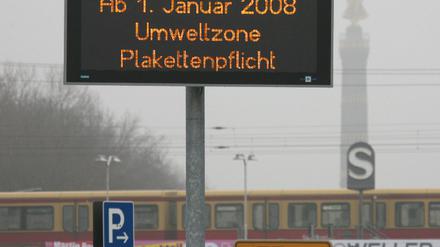 Ab 1. Januar 2008
Umweltzone
Plakettenpflicht
S
P